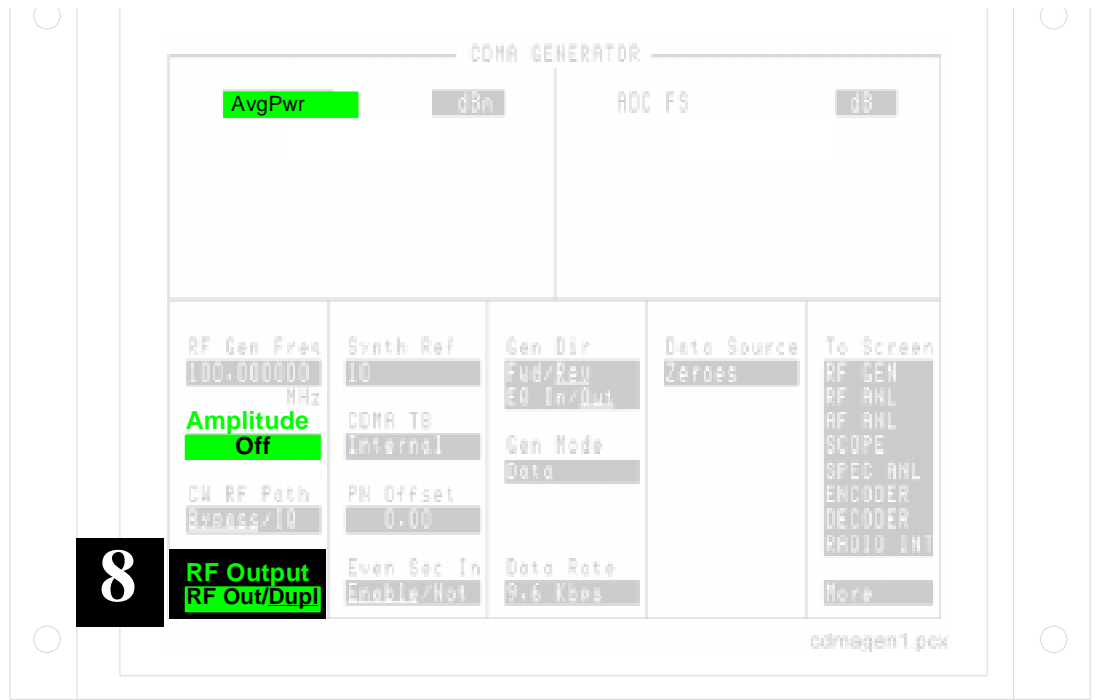 CDMA GENERATOR
AvgPwr dBm
ADC FS dB
RF Gen Freq
100.000000
MHz
Amplitude
Off
CW RF Path
Bypass/IQ
8
RF Output
RF Out/Dupl
Synth Ref
10
CDMA TB
Internal
PN Offset
0.00
Even Sec In
Enable/Not
Gen Dir
Fwd/Rev
EQ In/Out
Gen Mode
Data
Data Rate
9.6 Kbps
Data Source
Zeroes
To Screen
RF GEN
RF ANL
AF ANL
SCOPE
SPEC ANL
ENCODER
DECODER
RADIO INT
More
cdmagen1.pcx